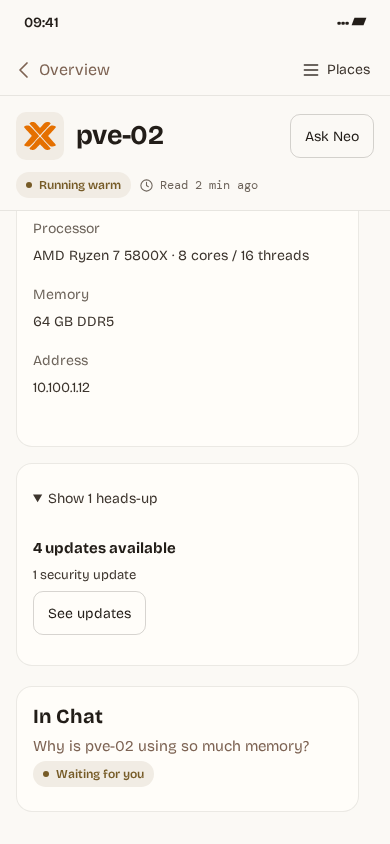 09:41
Overview
Places
pve-02
Ask Neo
Running warm
Read 2 min ago
Processor
AMD Ryzen 7 5800X · 8 cores / 16 threads
Memory
64 GB DDR5
Address
10.100.1.12
Show 1 heads-up
4 updates available
1 security update
See updates
In Chat
Why is pve-02 using so much memory?
Waiting for you